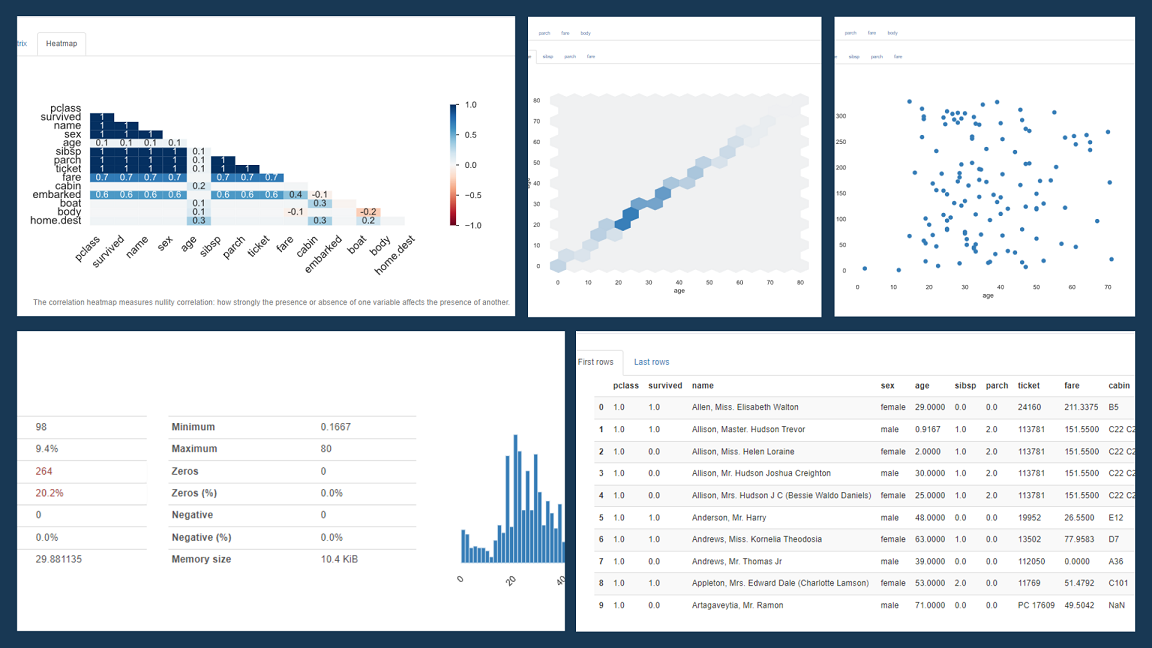 trix Heatmap
pclass
survived 1
name 1 1
sex 1 1 1
age 0.1 0.1 0.1 0.1
sibsp 1 1 1 1 0.1
parch 1 1 1 1 0.1 1
ticket 1 1 1 1 0.1 1 1
fare 0.7 0.7 0.7 0.7 0.7 0.7 0.7
cabin 0.2
embarked 0.6 0.6 0.6 0.6 0.6 0.6 0.6 0.4 -0.1
boat 0.1 0.3
body 0.1 -0.1 -0.2
home.dest 0.3 0.3 0.2
pclass survived name sex age sibsp parch ticket fare cabin embarked boat body home.dest
1.0
0.5
0.0
−0.5
−1.0
The correlation heatmap measures nullity correlation: how strongly the presence or absence of one variable affects the presence of another.
parch fare body
sibsp parch fare
80
70
60
50
40
30
20
10
0
0 10 20 30 40 50 60 70 80
age
parch fare body
sibsp parch fare
300
250
200
150
100
50
0
0 10 20 30 40 50 60 70
age
98 Minimum 0.1667
9.4% Maximum 80
264 Zeros 0
20.2% Zeros (%) 0.0%
0 Negative 0
0.0% Negative (%) 0.0%
29.881135 Memory size 10.4 KiB
0 20 40
First rows Last rows
pclass survived name sex age sibsp parch ticket fare cabin
0 1.0 1.0 Allen, Miss. Elisabeth Walton female 29.0000 0.0 0.0 24160 211.3375 B5
1 1.0 1.0 Allison, Master. Hudson Trevor male 0.9167 1.0 2.0 113781 151.5500 C22 C2
2 1.0 0.0 Allison, Miss. Helen Loraine female 2.0000 1.0 2.0 113781 151.5500 C22 C2
3 1.0 0.0 Allison, Mr. Hudson Joshua Creighton male 30.0000 1.0 2.0 113781 151.5500 C22 C2
4 1.0 0.0 Allison, Mrs. Hudson J C (Bessie Waldo Daniels) female 25.0000 1.0 2.0 113781 151.5500 C22 C2
5 1.0 1.0 Anderson, Mr. Harry male 48.0000 0.0 0.0 19952 26.5500 E12
6 1.0 1.0 Andrews, Miss. Kornelia Theodosia female 63.0000 1.0 0.0 13502 77.9583 D7
7 1.0 0.0 Andrews, Mr. Thomas Jr male 39.0000 0.0 0.0 112050 0.0000 A36
8 1.0 1.0 Appleton, Mrs. Edward Dale (Charlotte Lamson) female 53.0000 2.0 0.0 11769 51.4792 C101
9 1.0 0.0 Artagaveytia, Mr. Ramon male 71.0000 0.0 0.0 PC 17609 49.5042 NaN